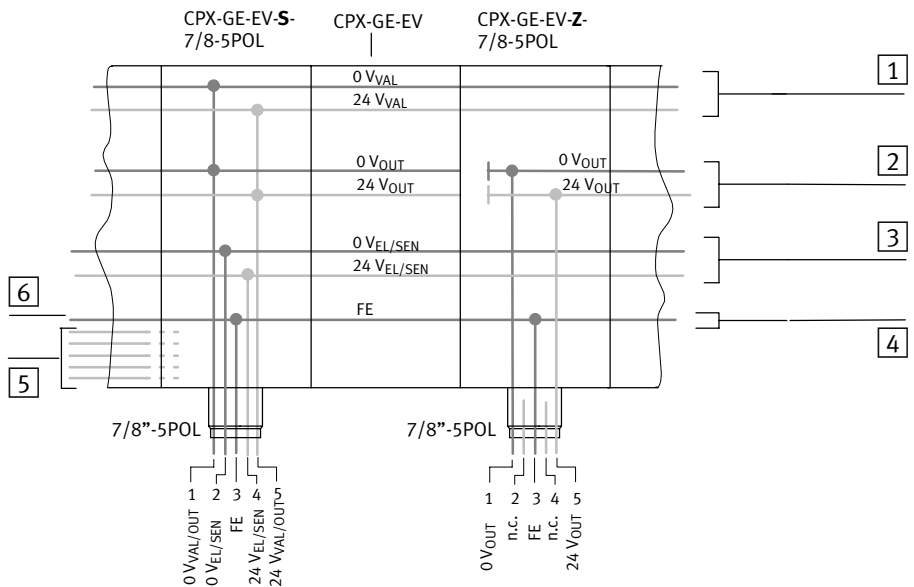 CPX-GE-EV-S-
7/8-5POL
CPX-GE-EV
CPX-GE-EV-Z-
7/8-5POL
0 VVAL
24 VVAL
1
0 VOUT
24 VOUT
0 VOUT
24 VOUT
2
0 VEL/SEN
24 VEL/SEN
3
6
FE
4
5
7/8”-5POL
7/8”-5POL
0 VVAL/OUT 1
0 VEL/SEN 2
FE 3
24 VEL/SEN 4
24 VVAL/OUT 5
0 VOUT 1
n.c. 2
FE 3
n.c. 4
24 VOUT 5